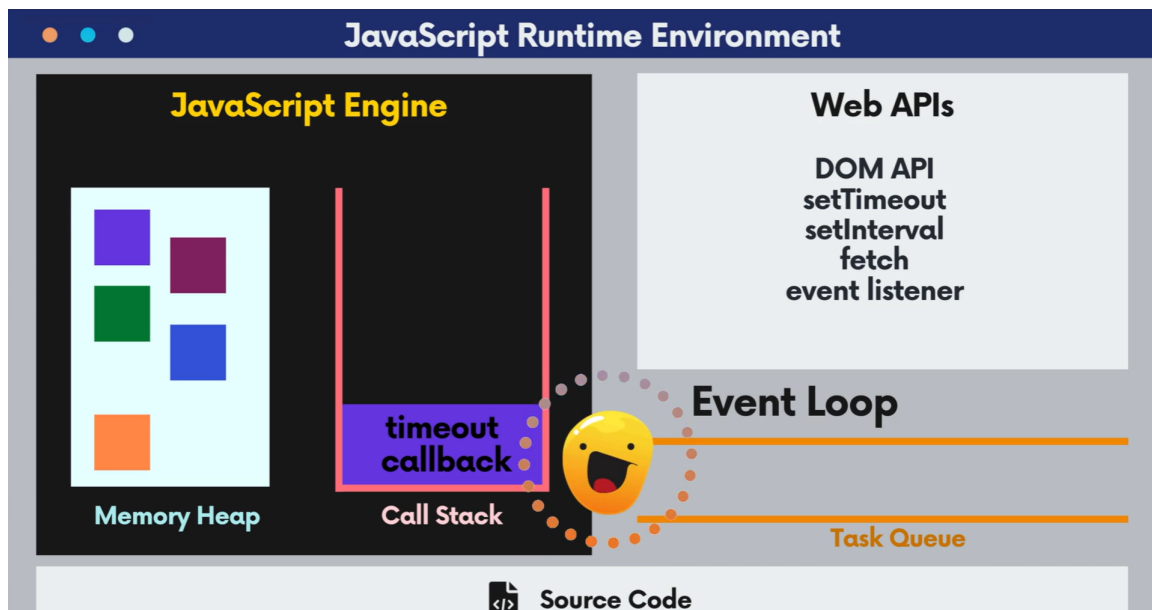 JavaScript Runtime Environment
JavaScript Engine
Memory Heap
timeout
callback
Call Stack
Web APIs
DOM API
setTimeout
setInterval
fetch
event listener
Event Loop
Task Queue
</> Source Code